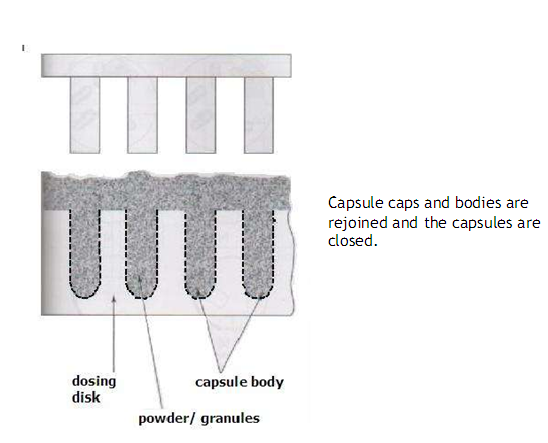 Capsule caps and bodies are
rejoined and the capsules are
closed.
dosing
disk
capsule body
powder/ granules